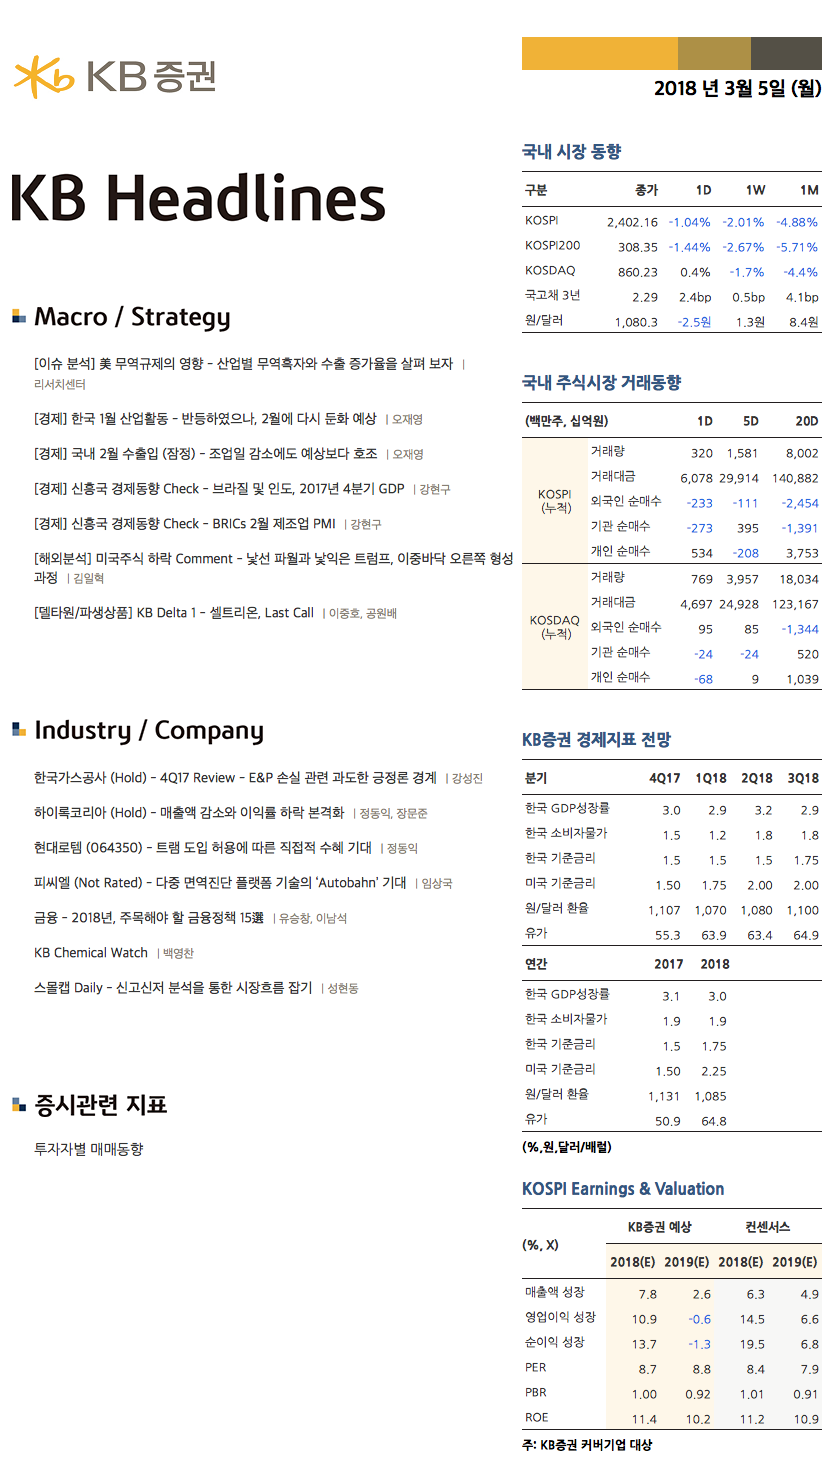 KB증권
2018 년 3월 5일 (월)
KB Headlines
Macro / Strategy
[이슈 분석] 美 무역규제의 영향 – 산업별 무역흑자와 수출 증가율을 살펴 보자 |
리서치센터
[경제] 한국 1월 산업활동 – 반등하였으나, 2월에 다시 둔화 예상 | 오재영
[경제] 국내 2월 수출입 (잠정) – 조업일 감소에도 예상보다 호조 | 오재영
[경제] 신흥국 경제동향 Check – 브라질 및 인도, 2017년 4분기 GDP | 강현구
[경제] 신흥국 경제동향 Check – BRICs 2월 제조업 PMI | 강현구
[해외분석] 미국주식 하락 Comment – 낯선 파월과 낯익은 트럼프, 이중바닥 오른쪽 형성
과정 | 김일혁
[델타원/파생상품] KB Delta 1 – 셀트리온, Last Call | 이중호, 공원배
Industry / Company
한국가스공사 (Hold) – 4Q17 Review – E&P 손실 관련 과도한 긍정론 경계 | 강성진
하이록코리아 (Hold) – 매출액 감소와 이익률 하락 본격화 | 정동익, 장문준
현대로템 (064350) – 트램 도입 허용에 따른 직접적 수혜 기대 | 정동익
피씨엘 (Not Rated) – 다중 면역진단 플랫폼 기술의 ‘Autobahn’ 기대 | 임상국
금융 – 2018년, 주목해야 할 금융정책 15選 | 유승창, 이남석
KB Chemical Watch | 백영찬
스몰캡 Daily – 신고신저 분석을 통한 시장흐름 잡기 | 성현동
증시관련 지표
투자자별 매매동향
국내 시장 동향
구분 종가 1D 1W 1M
KOSPI 2,402.16 -1.04% -2.01% -4.88%
KOSPI200 308.35 -1.44% -2.67% -5.71%
KOSDAQ 860.23 0.4% -1.7% -4.4%
국고채 3년 2.29 2.4bp 0.5bp 4.1bp
원/달러 1,080.3 -2.5원 1.3원 8.4원
국내 주식시장 거래동향
(백만주, 십억원) 1D 5D 20D
KOSPI
(누적)
거래량 320 1,581 8,002
거래대금 6,078 29,914 140,882
외국인 순매수 -233 -111 -2,454
기관 순매수 -273 395 -1,391
개인 순매수 534 -208 3,753
KOSDAQ
(누적)
거래량 769 3,957 18,034
거래대금 4,697 24,928 123,167
외국인 순매수 95 85 -1,344
기관 순매수 -24 -24 520
개인 순매수 -68 9 1,039
KB증권 경제지표 전망
분기 4Q17 1Q18 2Q18 3Q18
한국 GDP성장률 3.0 2.9 3.2 2.9
한국 소비자물가 1.5 1.2 1.8 1.8
한국 기준금리 1.5 1.5 1.5 1.75
미국 기준금리 1.50 1.75 2.00 2.00
원/달러 환율 1,107 1,070 1,080 1,100
유가 55.3 63.9 63.4 64.9
연간 2017 2018
한국 GDP성장률 3.1 3.0
한국 소비자물가 1.9 1.9
한국 기준금리 1.5 1.75
미국 기준금리 1.50 2.25
원/달러 환율 1,131 1,085
유가 50.9 64.8
(%,원,달러/배럴)
KOSPI Earnings & Valuation
(%, X) KB증권 예상 컨센서스
2018(E) 2019(E) 2018(E) 2019(E)
매출액 성장 7.8 2.6 6.3 4.9
영업이익 성장 10.9 -0.6 14.5 6.6
순이익 성장 13.7 -1.3 19.5 6.8
PER 8.7 8.8 8.4 7.9
PBR 1.00 0.92 1.01 0.91
ROE 11.4 10.2 11.2 10.9
주: KB증권 커버기업 대상